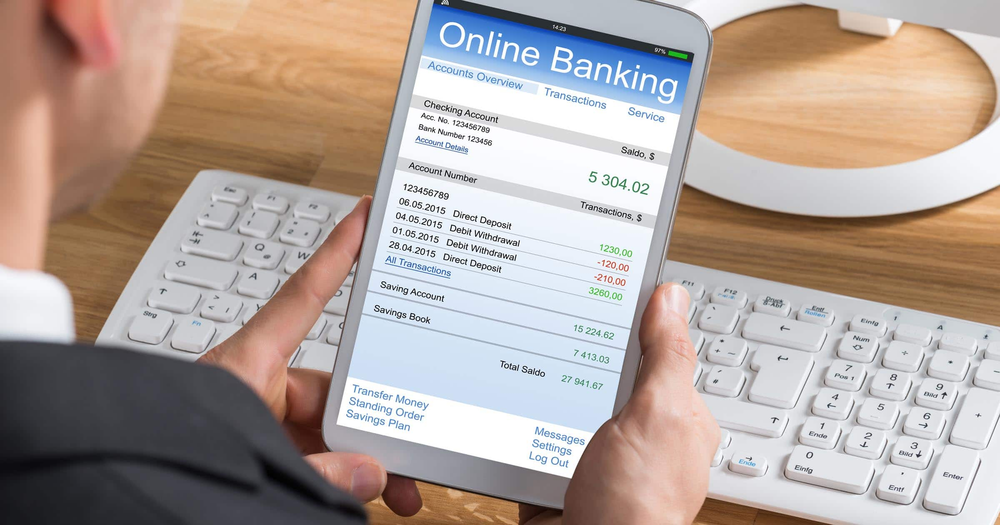 14:23
97%
Online Banking
Accounts Overview Transactions Service
Checking Account Saldo, $
Acc. No. 123456789
Bank Number 123456
Account Details
5 304.02
Account Number Transactions, $
123456789
06.05.2015 Direct Deposit 1230,00
04.05.2015 Debit Withdrawal -120,00
01.05.2015 Debit Withdrawal -210,00
28.04.2015 Direct Deposit 3260,00
All Transactions
Saving Account 15 224.62
Savings Book 7 413.03
Total Saldo 27 941.67
Transfer Money
Standing Order
Savings Plan
Messages
Settings
Log Out
Esc F1 F2
^ ! 1 " 2 ²
Q @ W
A
> < |
Strg Fn
F11 F12 Druck S-Abf Entf Rollen Einfg 1 A
` ´ ← Num ÷ * -
* + ~ 7 Pos 1 8 ↑ 9 Bild ↑ +
' # 4 ← 5 6 →
↑ 1 Ende 2 ↓ 3 Bild ↓ Enter
→ Ende 0 Einfg , Entf